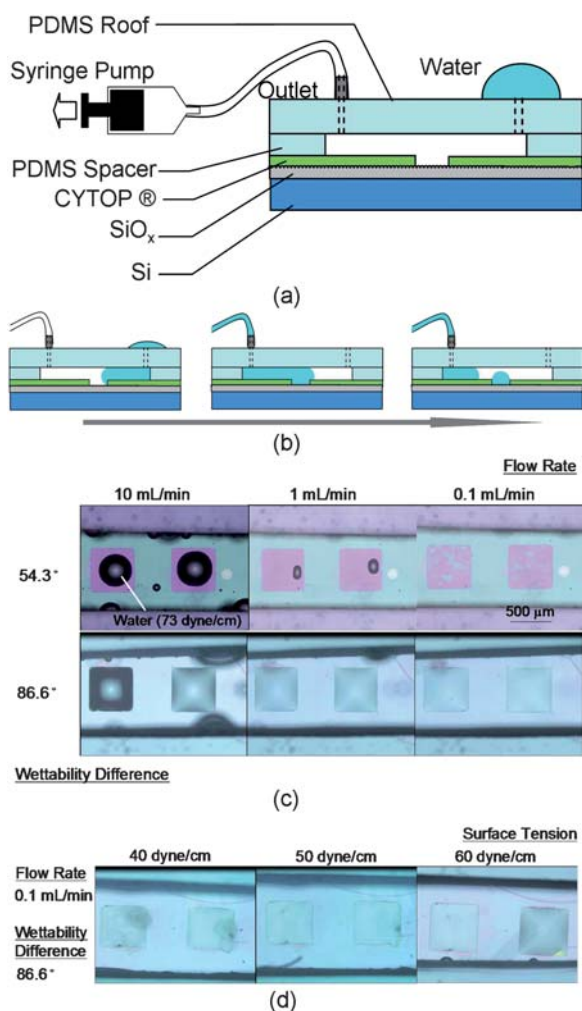 PDMS Roof
Syringe Pump
Outlet
Water
PDMS Spacer
CYTOP ®
SiOx
Si
(a)
(b)
Flow Rate
10 mL/min
1 mL/min
0.1 mL/min
54.3°
Water (73 dyne/cm)
500 µm
86.6°
Wettability Difference
(c)
Surface Tension
40 dyne/cm
50 dyne/cm
60 dyne/cm
Flow Rate
0.1 mL/min
Wettability
Difference
86.6°
(d)